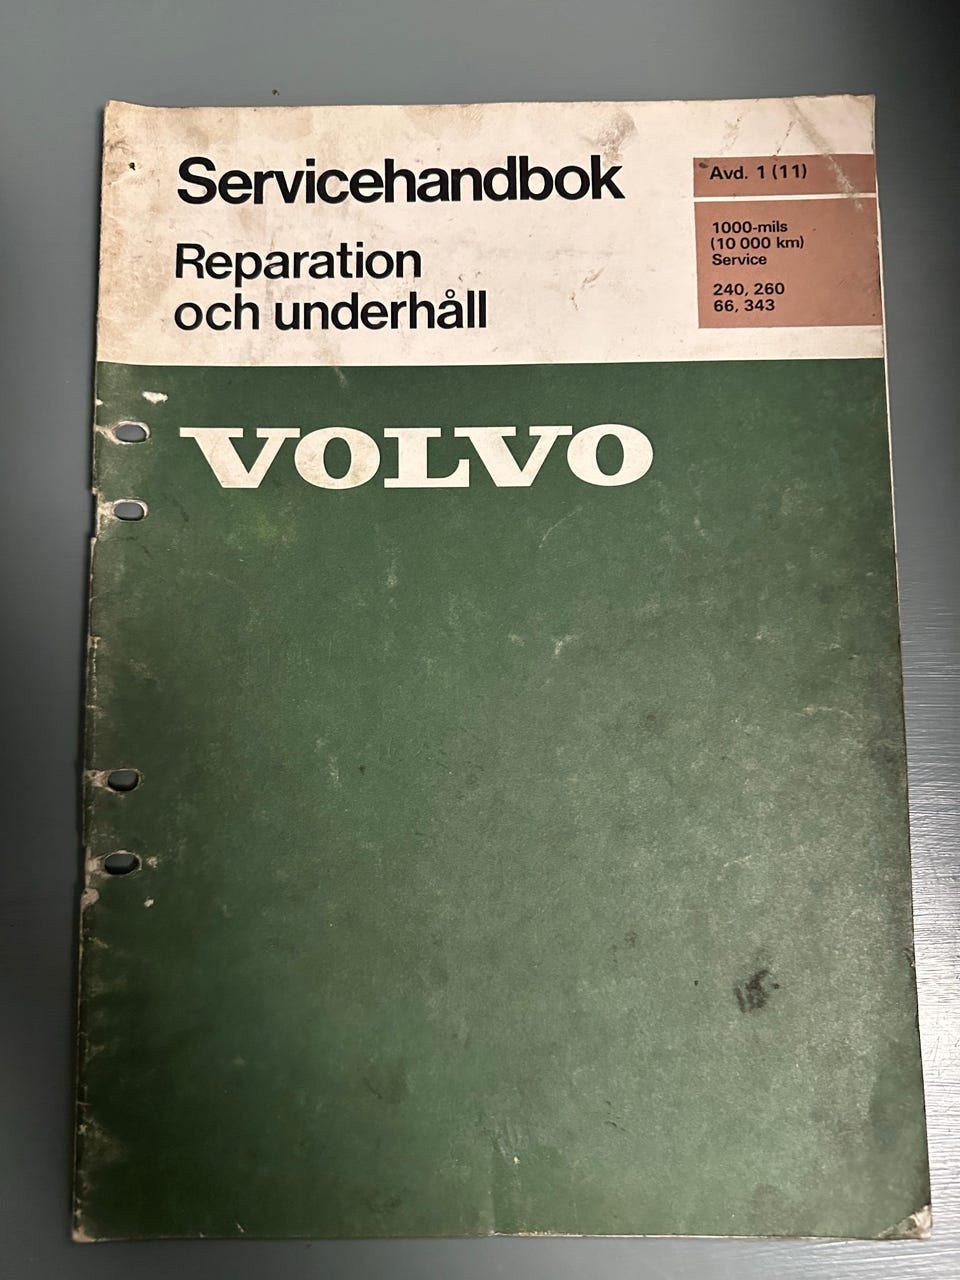 Servicehandbok
Reparation
och underhåll
Avd. 1 (11)
1000-mils
(10 000 km)
Service
240, 260
66, 343
VOLVO